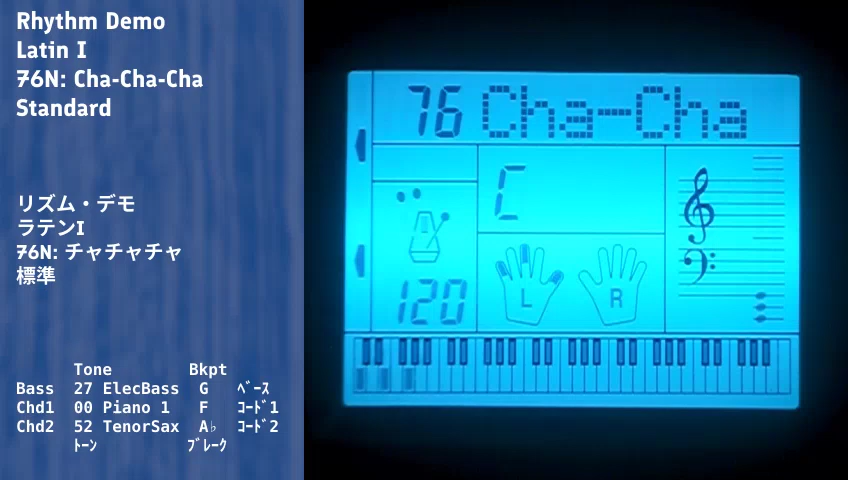 Rhythm Demo
Latin I
76N: Cha-Cha-Cha
Standard
リズム・デモ
ラテンI
76N: チャチャチャ
標準
Tone Bkpt
Bass 27 ElecBass G ﾍﾞｰｽ
Chd1 00 Piano 1 F ｺｰﾄﾞ1
Chd2 52 TenorSax A♭ ｺｰﾄﾞ2
ﾄｰﾝ ﾌﾞﾚｰｸ
76 Cha-Cha
C
L R
120